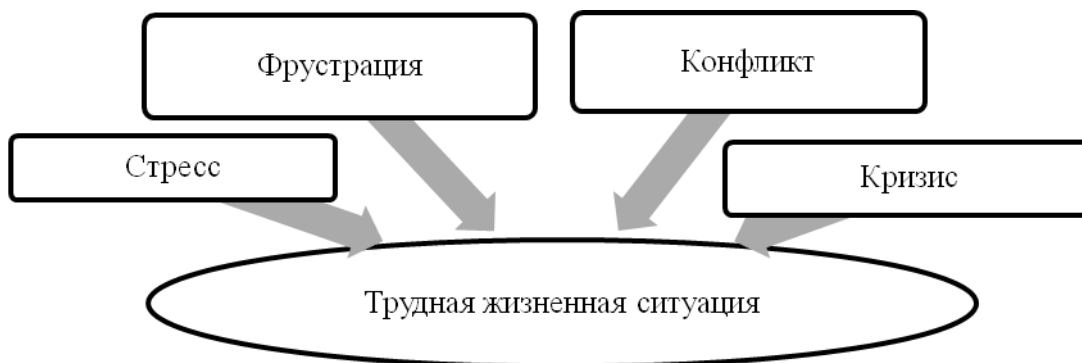 Фрустрация
Конфликт
Стресс
Кризис
Трудная жизненная ситуация